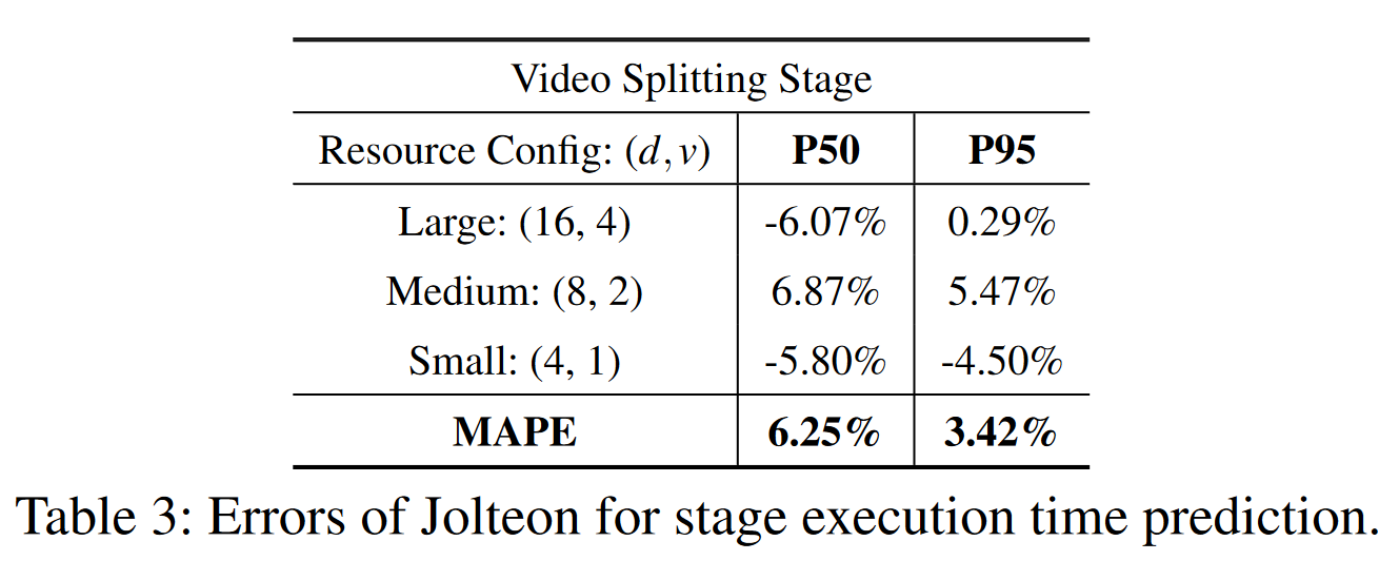 Video Splitting Stage
Resource Config: (d,v) P50 P95
Large: (16, 4) -6.07% 0.29%
Medium: (8, 2) 6.87% 5.47%
Small: (4, 1) -5.80% -4.50%
MAPE 6.25% 3.42%
Table 3: Errors of Jolteon for stage execution time prediction.